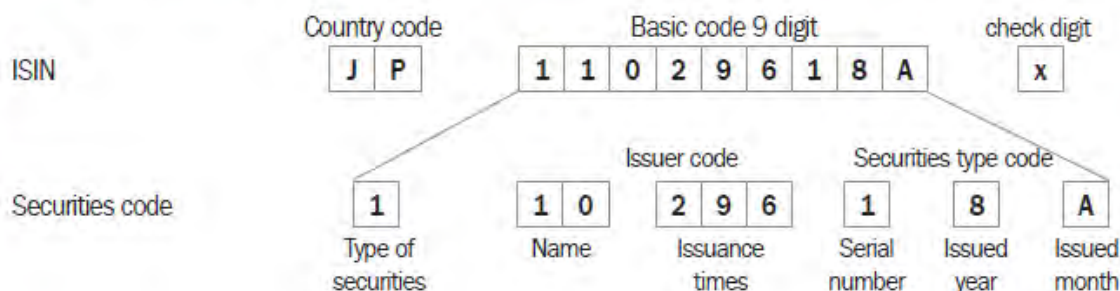 Country code Basic code 9 digit check digit
ISIN J P 1 1 0 2 9 6 1 8 A x
Issuer code Securities type code
Securities code 1 1 0 2 9 6 1 8 A
Type of Name Issuance Serial Issued Issued
securities times number year month